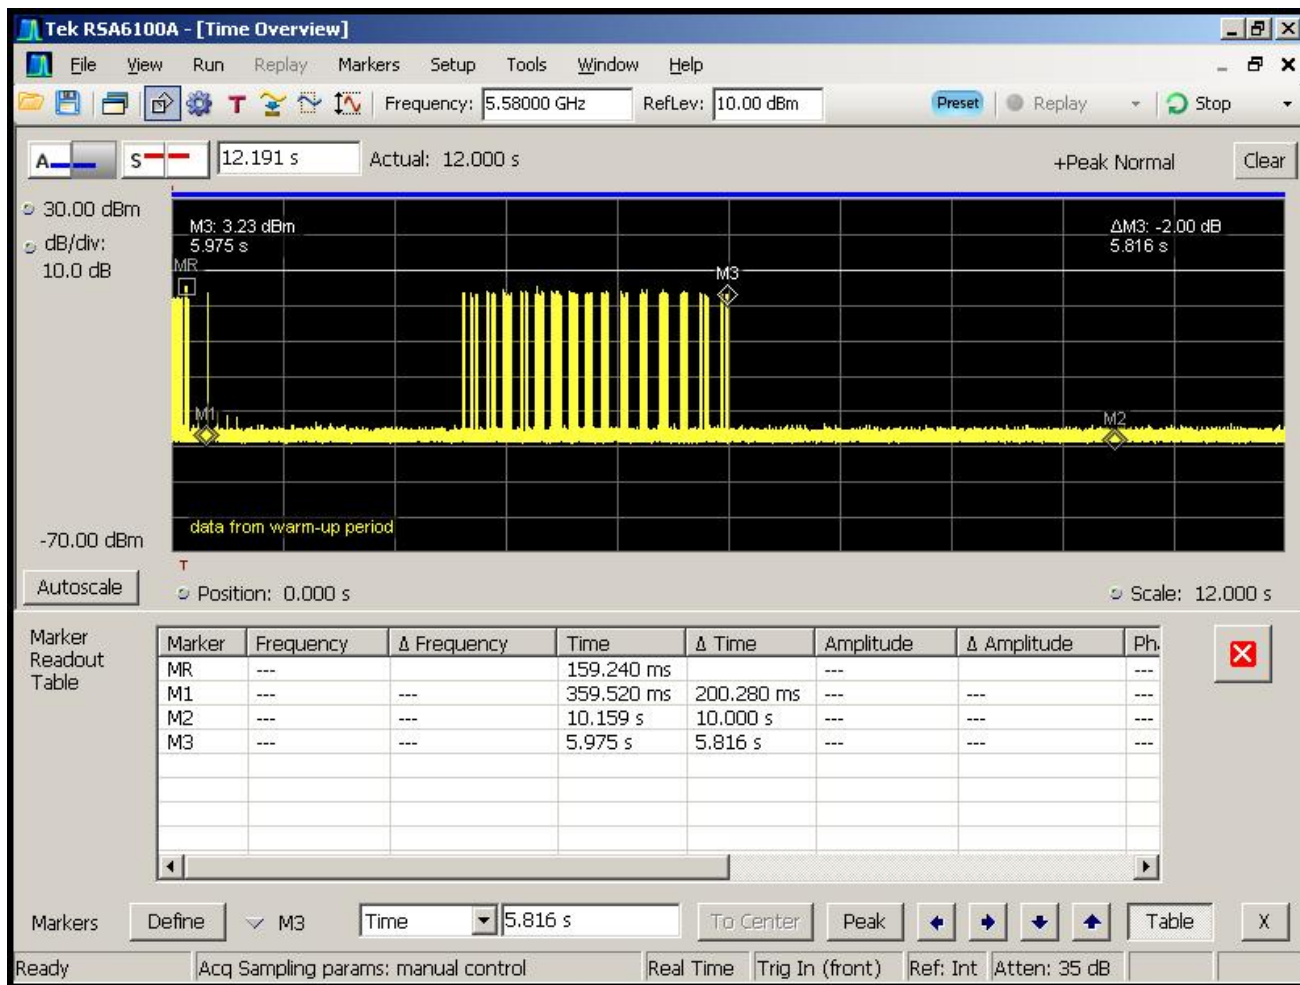 Tek RSA6100A - [Time Overview]
File View Run Replay Markers Setup Tools Window Help
T Frequency: 5.58000 GHz RefLev: 10.00 dBm Preset Replay Stop
A S 12.191 s Actual: 12.000 s +Peak Normal Clear
30.00 dBm
dB/div:
10.0 dB
M3: 3.23 dBm
5.975 s
ΔM3: -2.00 dB
5.816 s
MR
M3
M1
M2
data from warm-up period
-70.00 dBm
T
Autoscale Position: 0.000 s Scale: 12.000 s
Marker
Readout
Table
Marker Frequency Δ Frequency Time Δ Time Amplitude Δ Amplitude Ph
MR --- 159.240 ms --- ---
M1 --- --- 359.520 ms 200.280 ms --- --- ---
M2 --- --- 10.159 s 10.000 s --- --- ---
M3 --- --- 5.975 s 5.816 s --- --- ---
Markers Define M3 Time 5.816 s To Center Peak Table X
Ready Acq Sampling params: manual control Real Time Trig In (front) Ref: Int Atten: 35 dB